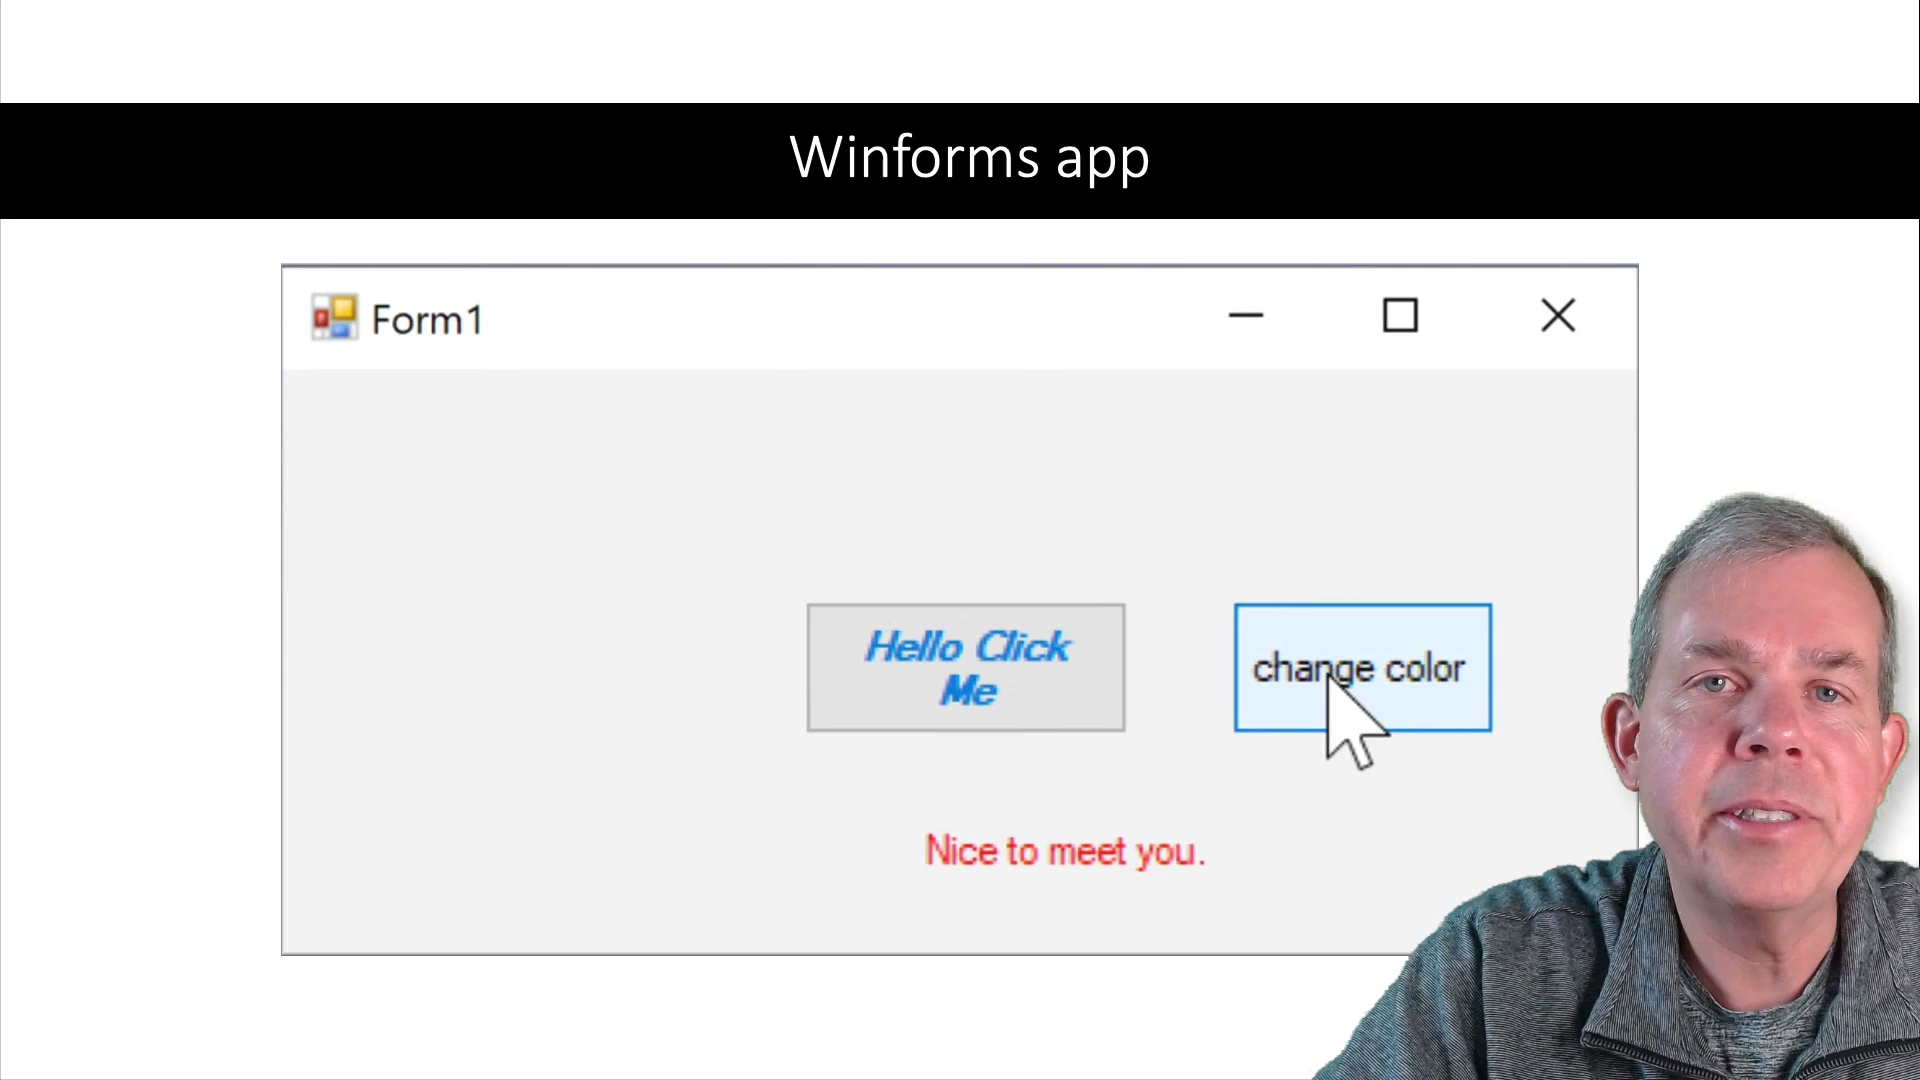 Winforms app
Form1
Hello Click
Me
change color
Nice to meet you.